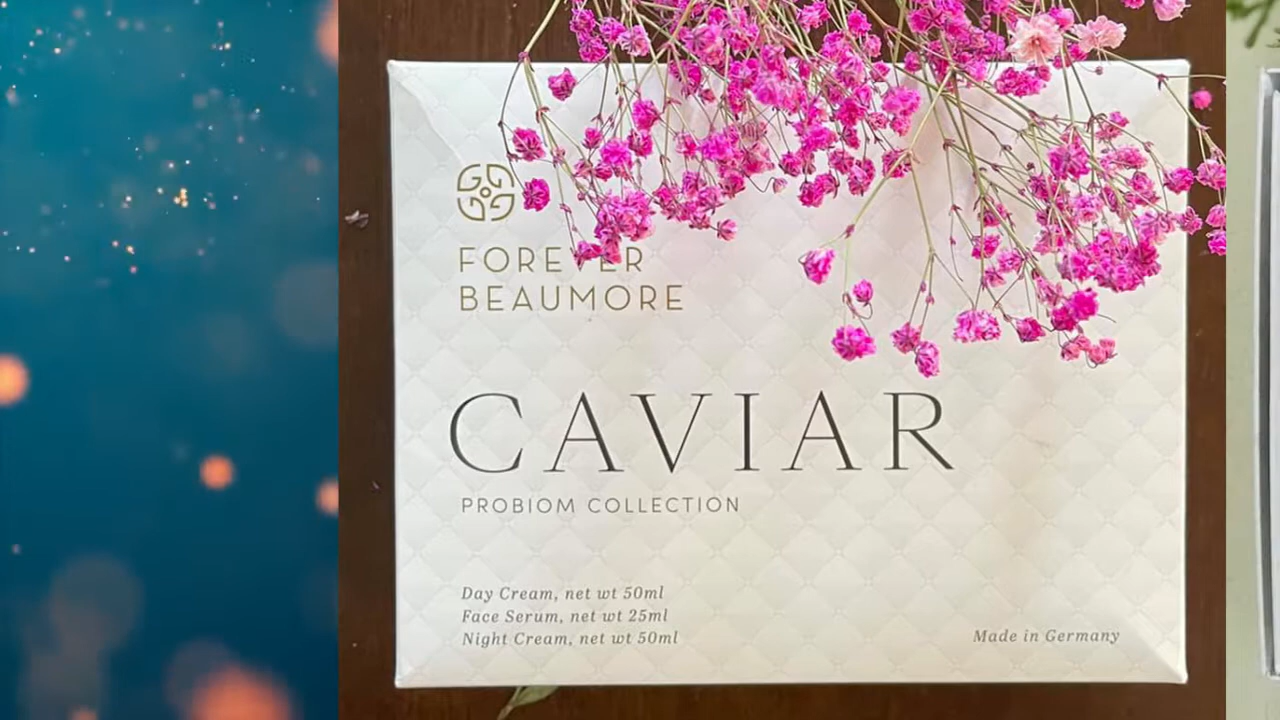 FOREVER
BEAUMORE
CAVIAR
PROBIOM COLLECTION
Day Cream, net wt 50ml
Face Serum, net wt 25ml
Night Cream, net wt 50ml
Made in Germany